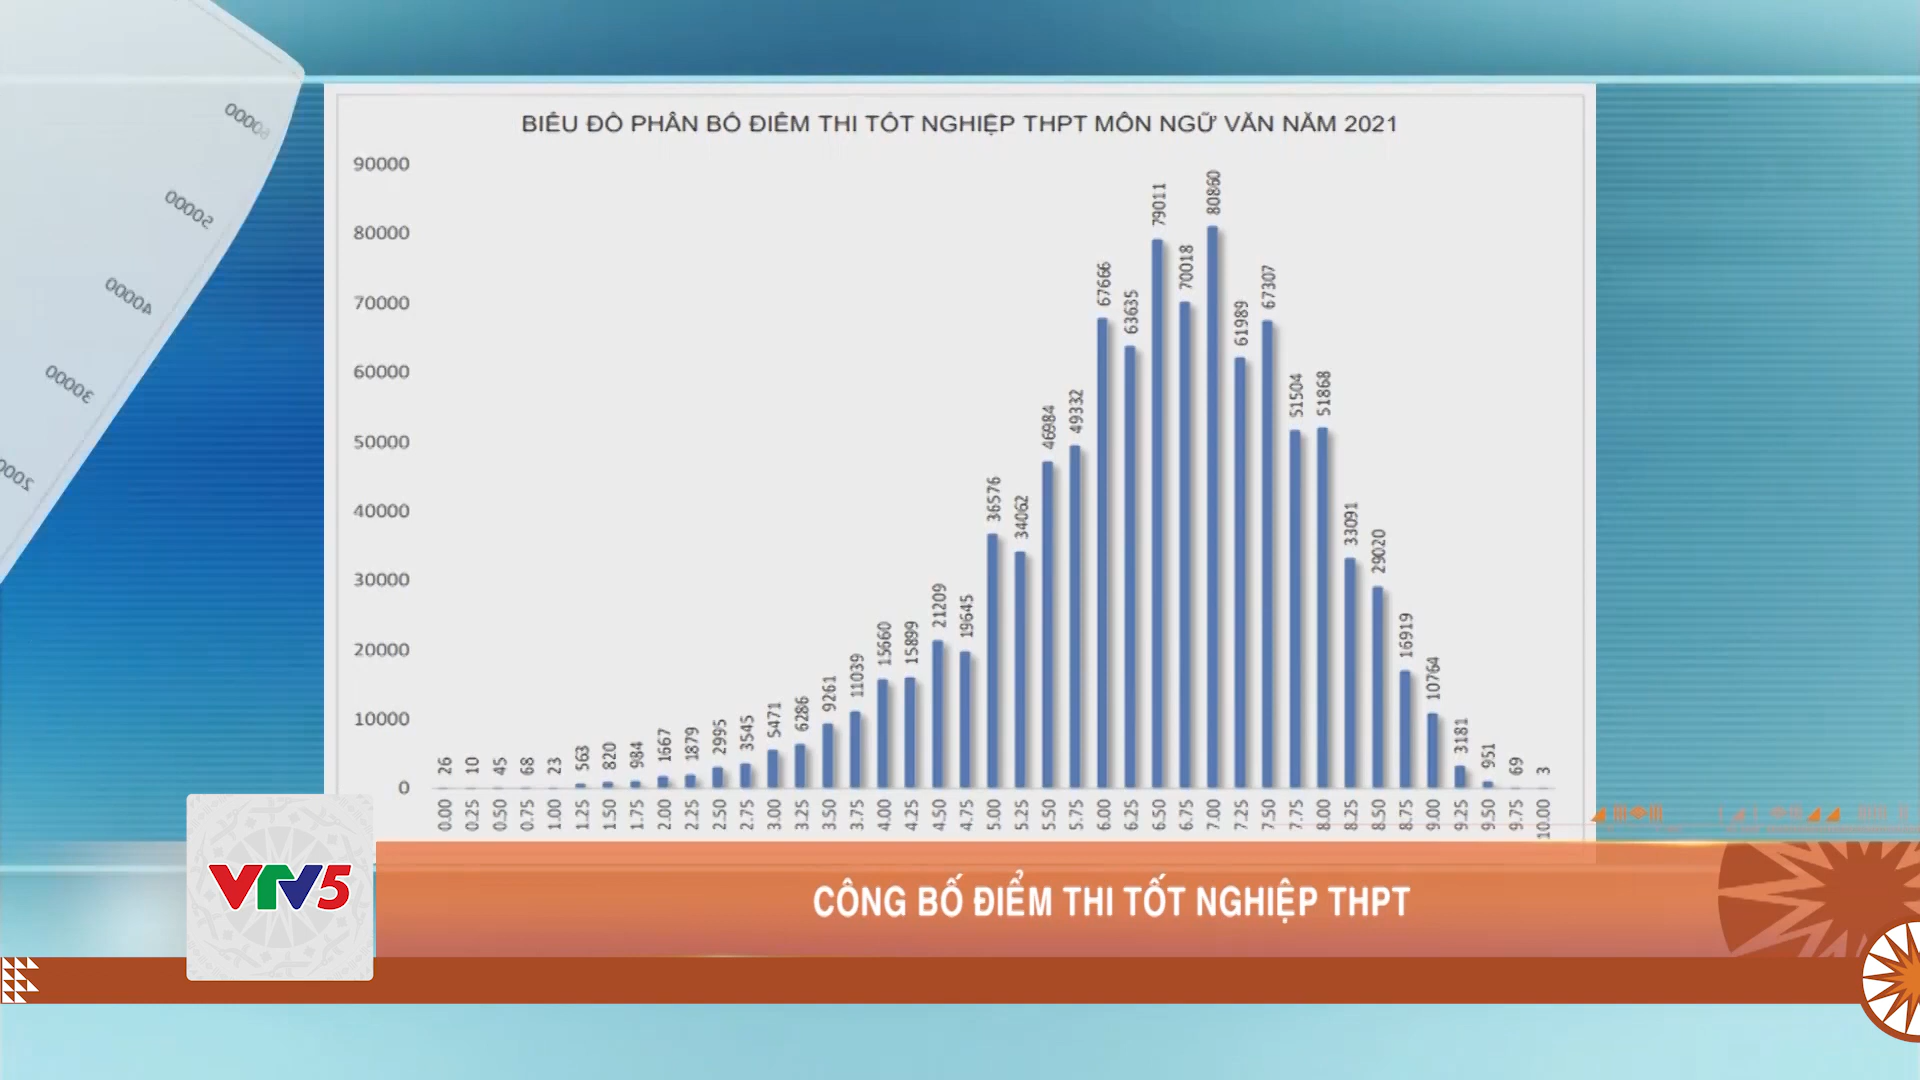 60000
50000
40000
30000
BIỂU ĐỒ PHÂN BỐ ĐIỂM THI TỐT NGHIỆP THPT MÔN NGỮ VĂN NĂM 2021
90000
80000
70000
60000
50000
40000
30000
20000
10000
0
26 10 45 68 23 563 820 984 1667 1879 2995 3545 5471 6286 9261 11039 15660 15899 21209 19645 36576 34062 46984 49332 67666 63635 79011 70018 80860 61989 67307 51504 51868 33091 29020 16919 10764 3181 951 69 3
0.00 0.25 0.50 0.75 1.00 1.25 1.50 1.75 2.00 2.25 2.50 2.75 3.00 3.25 3.50 3.75 4.00 4.25 4.50 4.75 5.00 5.25 5.50 5.75 6.00 6.25 6.50 6.75 7.00 7.25 7.50 7.75 8.00 8.25 8.50 8.75 9.00 9.25 9.50 9.75 10.00
VTV5
CÔNG BỐ ĐIỂM THI TỐT NGHIỆP THPT